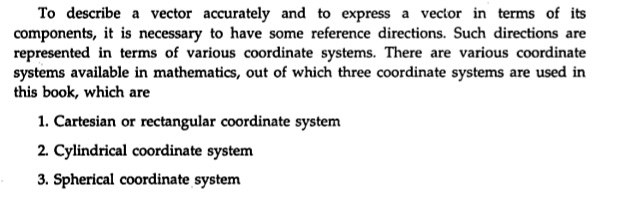 To describe a vector accurately and to express a vector in terms of its
components, it is necessary to have some reference directions. Such directions are
represented in terms of various coordinate systems. There are various coordinate
systems available in mathematics, out of which three coordinate systems are used in
this book, which are
1. Cartesian or rectangular coordinate system
2. Cylindrical coordinate system
3. Spherical coordinate system